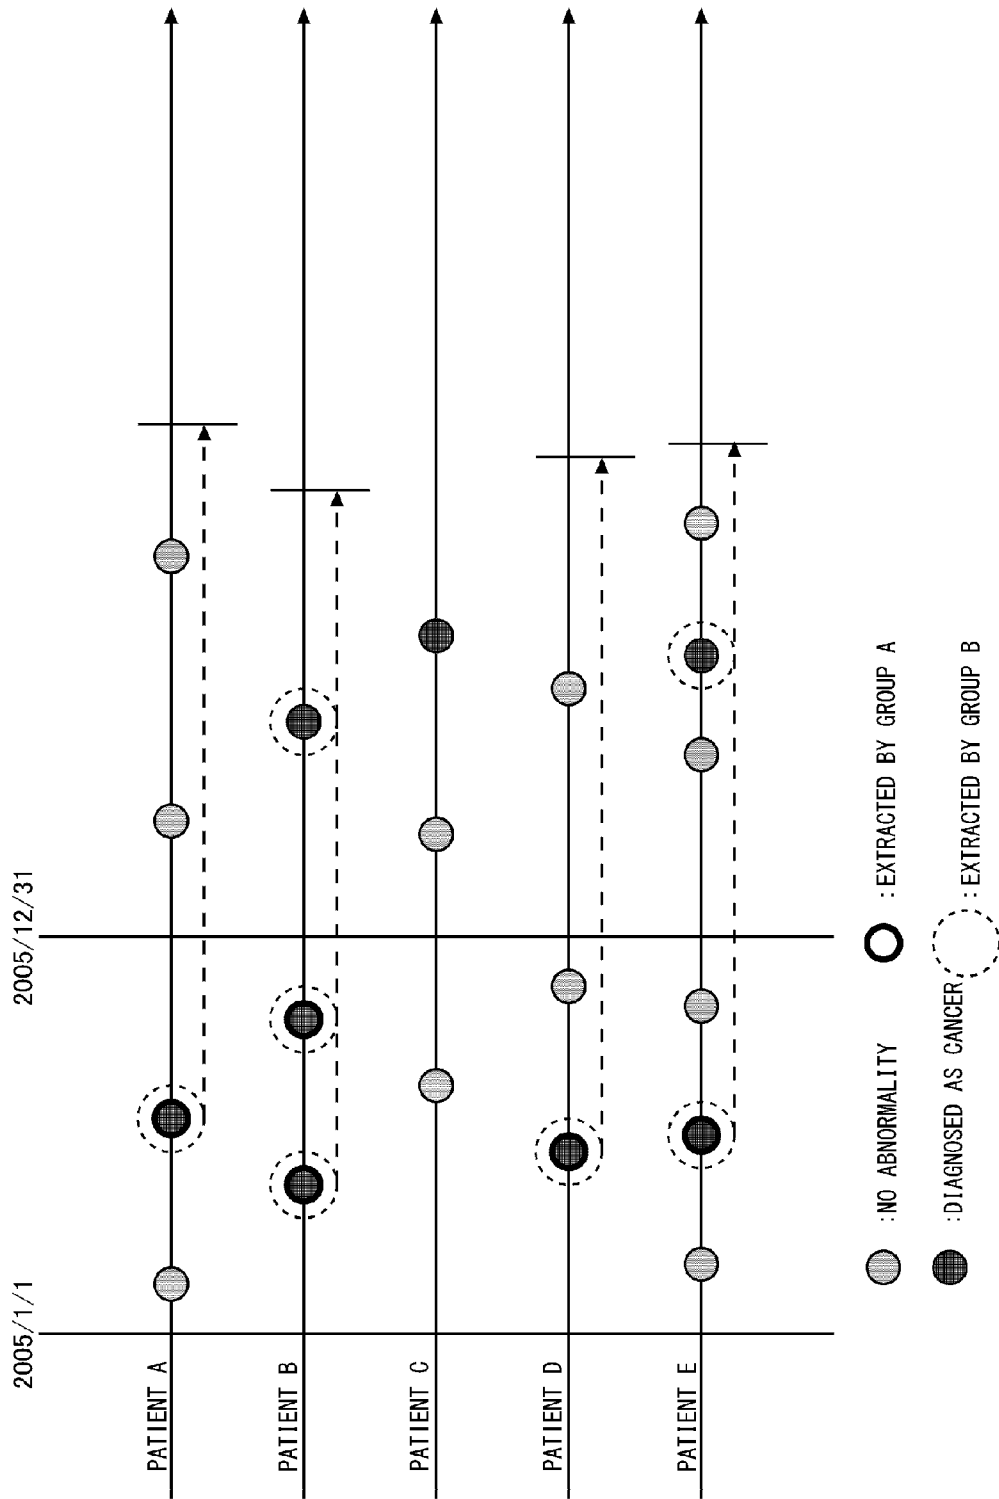 2005/1/1
2005/12/31
PATIENT A
PATIENT B
PATIENT C
PATIENT D
PATIENT E
:NO ABNORMALITY
:EXTRACTED BY GROUP A
:DIAGNOSED AS CANCER
:EXTRACTED BY GROUP B